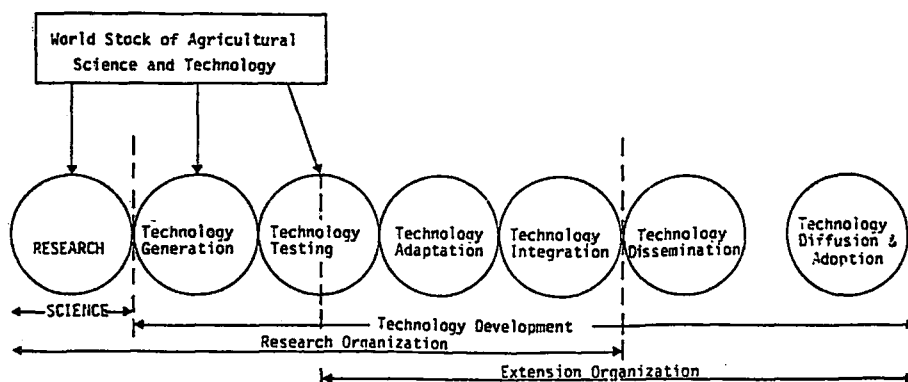 World Stock of Agricultural
Science and Technology
RESEARCH
Technology
Generation
Technology
Testing
Technology
Adaptation
Technology
Integration
Technology
Dissemination
Technology
Diffusion &
Adoption
SCIENCE
Technology Development
Research Organization
Extension Organization